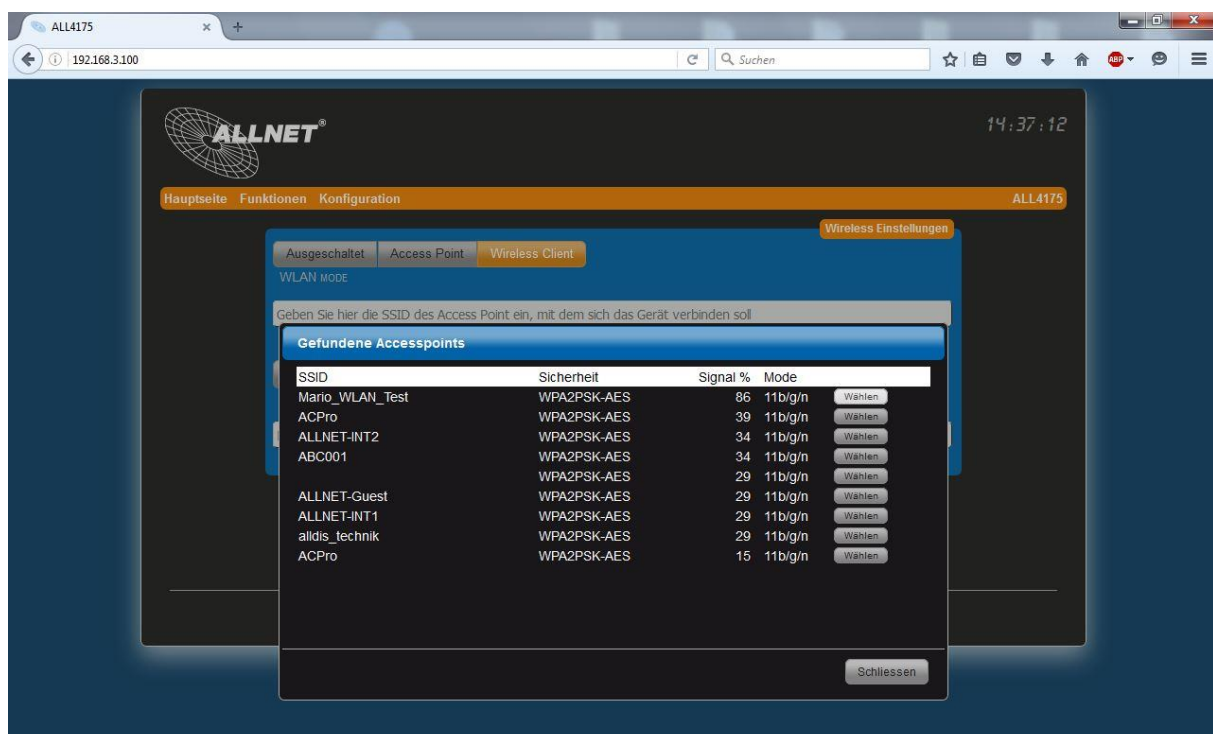 ALL4175
192.168.3.100
Suchen
ABP
ALLNET®
14:37:12
Hauptseite Funktionen Konfiguration ALL4175
Wireless Einstellungen
Ausgeschaltet Access Point Wireless Client
WLAN MODE
Geben Sie hier die SSID des Access Point ein, mit dem sich das Gerät verbinden soll
Gefundene Accesspoints
SSID Sicherheit Signal % Mode
Mario_WLAN_Test WPA2PSK-AES 86 11b/g/n Wählen
ACPro WPA2PSK-AES 39 11b/g/n Wählen
ALLNET-INT2 WPA2PSK-AES 34 11b/g/n Wählen
ABC001 WPA2PSK-AES 34 11b/g/n Wählen
WPA2PSK-AES 29 11b/g/n Wählen
ALLNET-Guest WPA2PSK-AES 29 11b/g/n Wählen
ALLNET-INT1 WPA2PSK-AES 29 11b/g/n Wählen
alldis_technik WPA2PSK-AES 29 11b/g/n Wählen
ACPro WPA2PSK-AES 15 11b/g/n Wählen
Schliessen